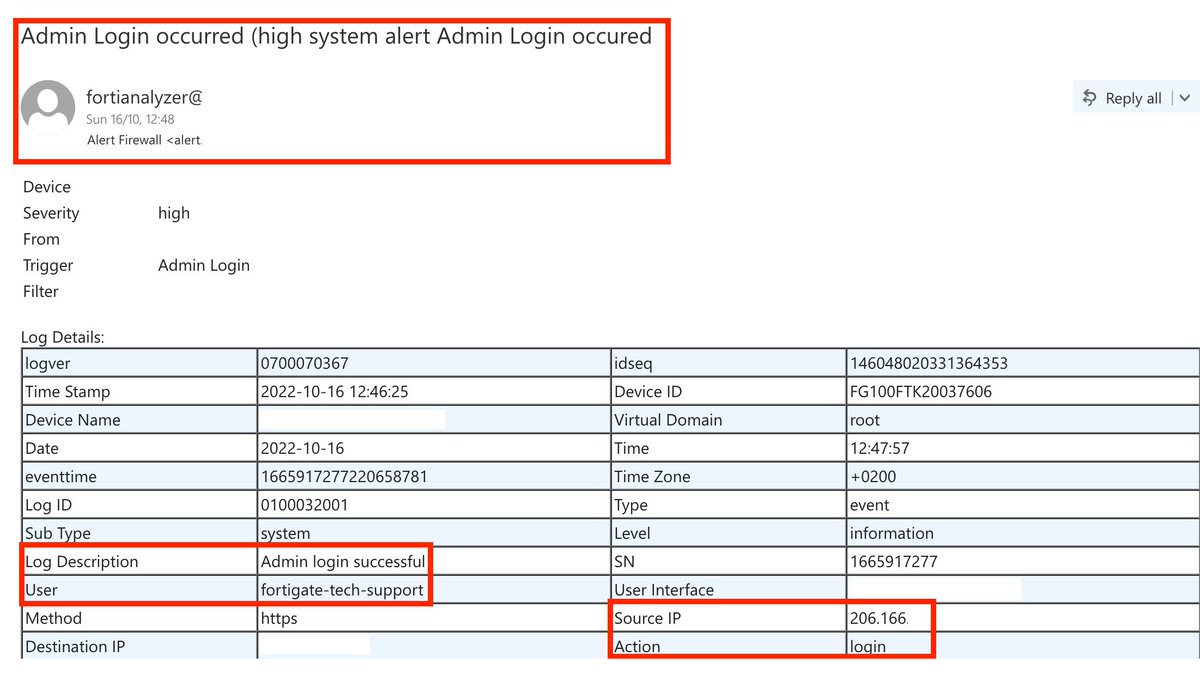 Admin Login occurred (high system alert Admin Login occured
fortianalyzer@
Sun 16/10, 12:48
Alert Firewall <alert.
Reply all
Device
Severity high
From
Trigger Admin Login
Filter
Log Details:
logver 0700070367 idseq 146048020331364353
Time Stamp 2022-10-16 12:46:25 Device ID FG100FTK20037606
Device Name Virtual Domain root
Date 2022-10-16 Time 12:47:57
eventtime 1665917277220658781 Time Zone +0200
Log ID 0100032001 Type event
Sub Type system Level information
Log Description Admin login successful SN 1665917277
User fortigate-tech-support User Interface
Method https Source IP 206.166.
Destination IP Action login